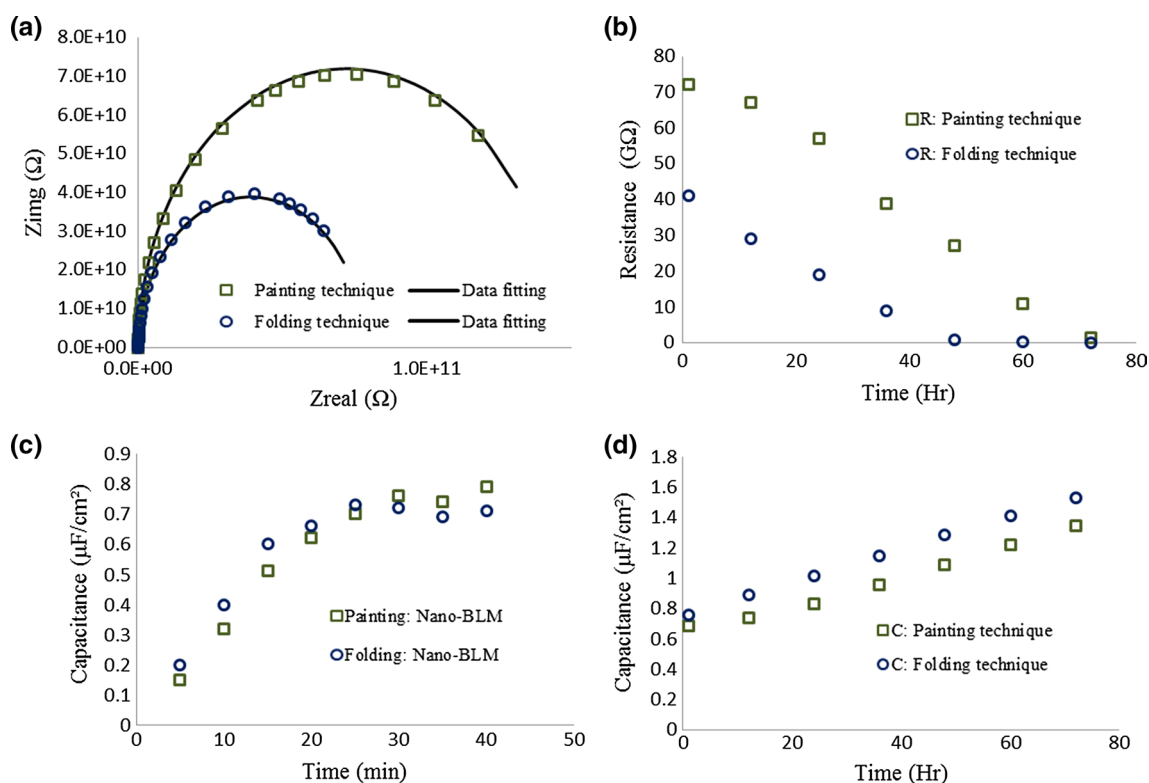 (a)
8.0E+10
7.0E+10
6.0E+10
5.0E+10
4.0E+10
3.0E+10
2.0E+10
1.0E+10
0.0E+00
Zimg (Ω)
Painting technique
Data fitting
Folding technique
Data fitting
0.0E+00
1.0E+11
Zreal (Ω)
(b)
80
70
60
50
40
30
20
10
0
Resistance (GΩ)
R: Painting technique
R: Folding technique
0
20
40
60
80
Time (Hr)
(c)
0.9
0.8
0.7
0.6
0.5
0.4
0.3
0.2
0.1
0
Capacitance (µF/cm²)
Painting: Nano-BLM
Folding: Nano-BLM
0
10
20
30
40
50
Time (min)
(d)
1.8
1.6
1.4
1.2
1
0.8
0.6
0.4
0.2
0
Capacitance (µF/cm²)
C: Painting technique
C: Folding technique
0
20
40
60
80
Time (Hr)